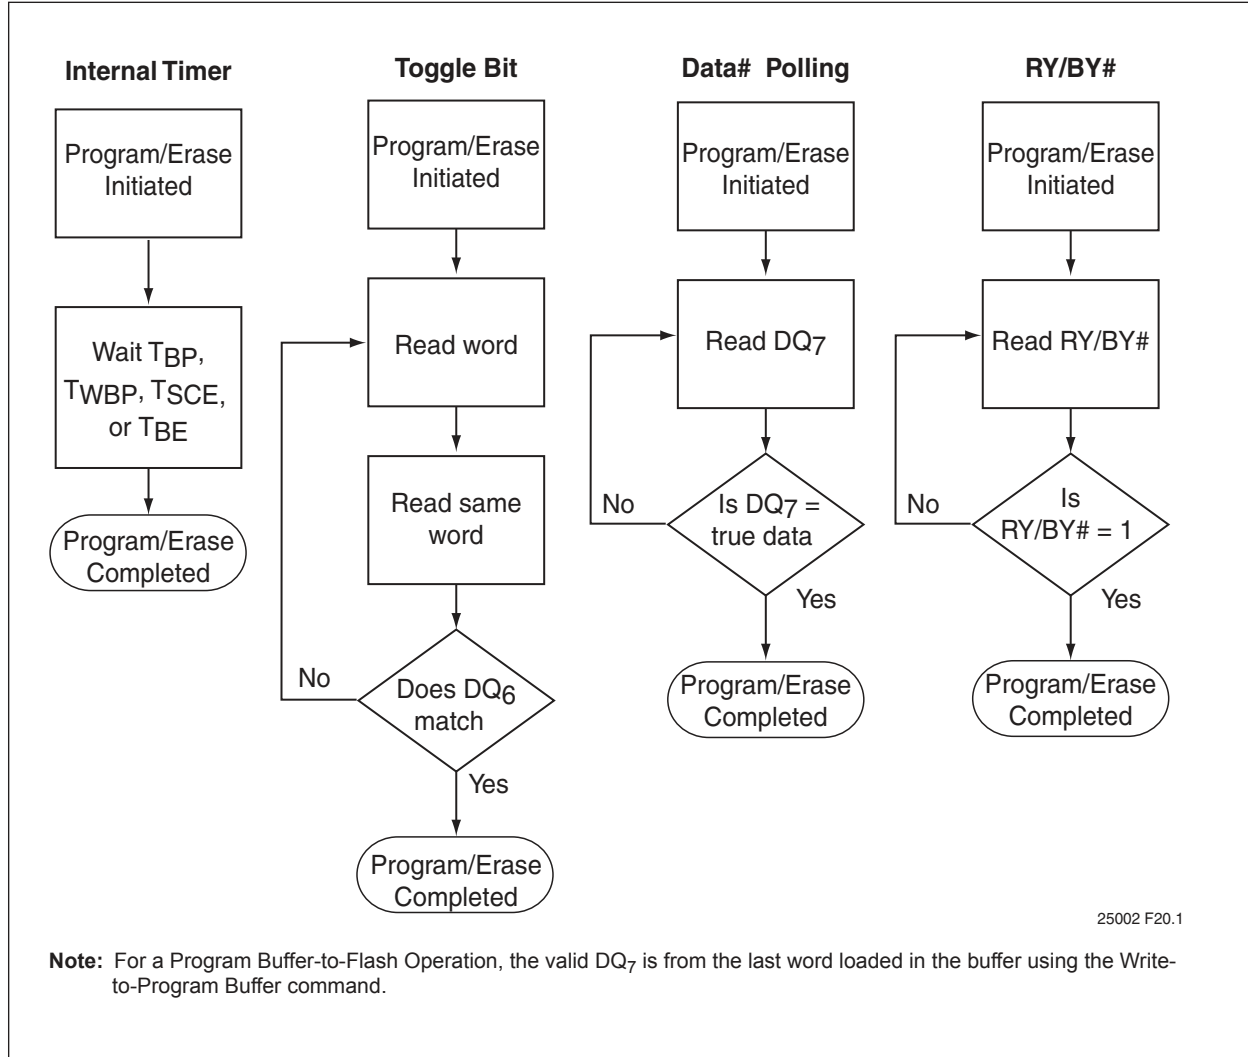 Internal Timer
Program/Erase
Initiated
Wait TBP,
TWBP, TSCE,
or TBE
Program/Erase
Completed
Toggle Bit
Program/Erase
Initiated
Read word
Read same
word
No
Does DQ6
match
Yes
Program/Erase
Completed
Data# Polling
Program/Erase
Initiated
Read DQ7
No
Is DQ7 =
true data
Yes
Program/Erase
Completed
RY/BY#
Program/Erase
Initiated
Read RY/BY#
No
Is
RY/BY# = 1
Yes
Program/Erase
Completed
25002 F20.1
Note: For a Program Buffer-to-Flash Operation, the valid DQ7 is from the last word loaded in the buffer using the Write-
to-Program Buffer command.